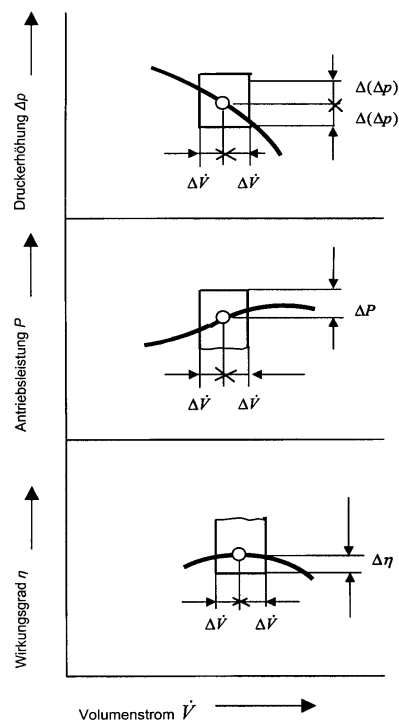 Druckerhöhung Δp
Δ(Δp)
Δ(Δp)
ΔV̇ ΔV̇
Antriebsleistung P
ΔP
ΔV̇ ΔV̇
Wirkungsgrad η
Δη
ΔV̇ ΔV̇
Volumenstrom V̇